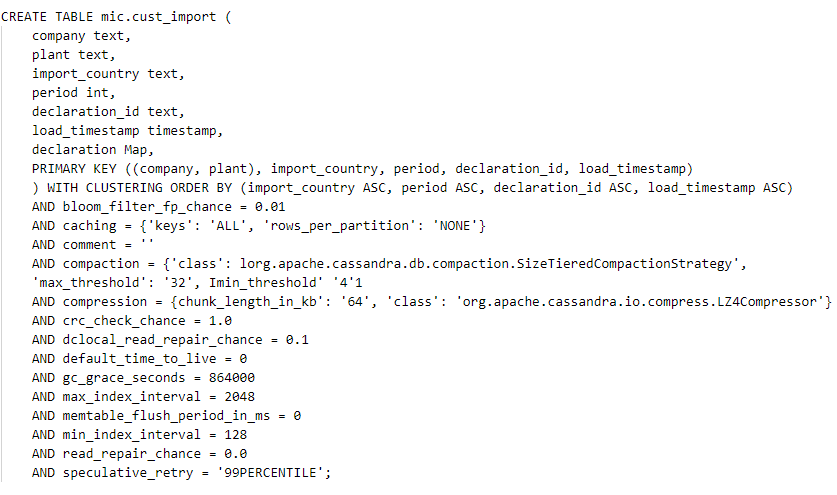 CREATE TABLE mic.cust_import (
company text,
plant text,
import_country text,
period int,
declaration_id text,
load_timestamp timestamp,
declaration Map,
PRIMARY KEY ((company, plant), import_country, period, declaration_id, load_timestamp)
) WITH CLUSTERING ORDER BY (import_country ASC, period ASC, declaration_id ASC, load_timestamp ASC)
AND bloom_filter_fp_chance = 0.01
AND caching = {'keys': 'ALL', 'rows_per_partition': 'NONE'}
AND comment = ''
AND compaction = {'class': lorg.apache.cassandra.db.compaction.SizeTieredCompactionStrategy',
'max_threshold': '32', Imin_threshold' '4'1
AND compression = {chunk_length_in_kb': '64', 'class': 'org.apache.cassandra.io.compress.LZ4Compressor'}
AND crc_check_chance = 1.0
AND dclocal_read_repair_chance = 0.1
AND default_time_to_live = 0
AND gc_grace_seconds = 864000
AND max_index_interval = 2048
AND memtable_flush_period_in_ms = 0
AND min_index_interval = 128
AND read_repair_chance = 0.0
AND speculative_retry = '99PERCENTILE';